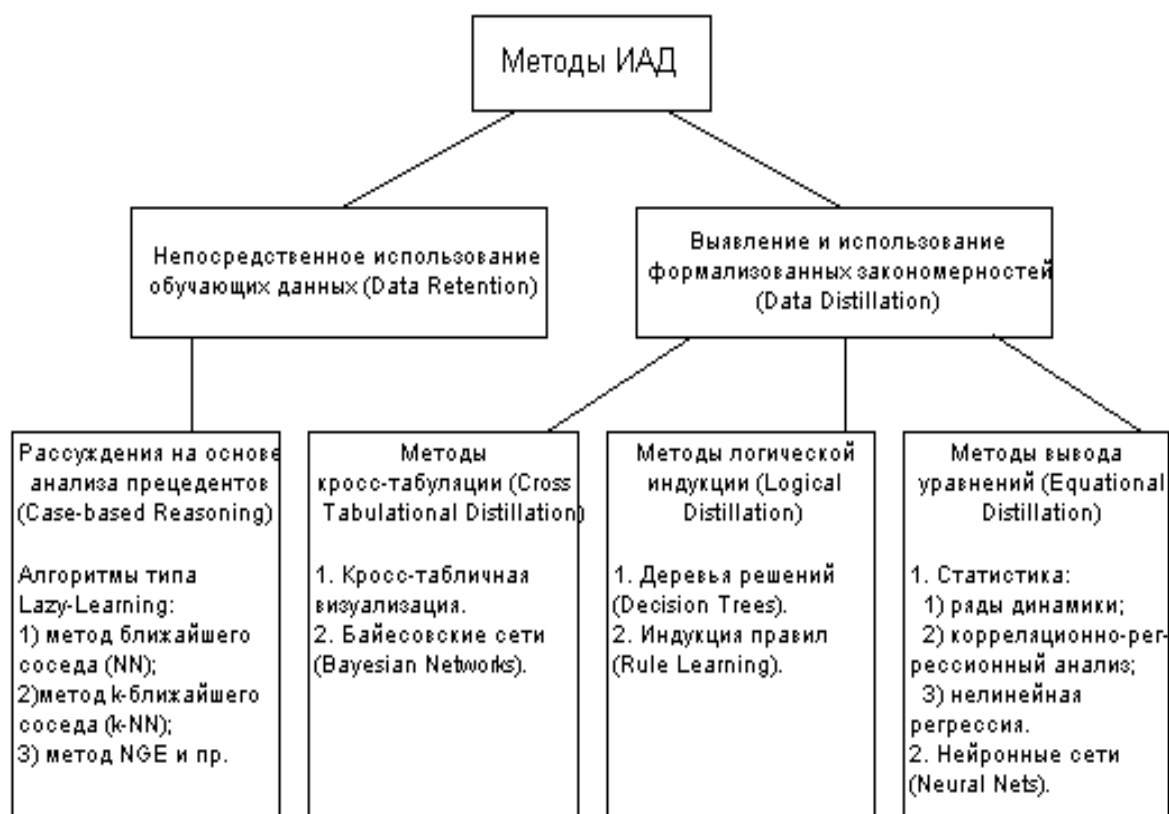 Методы ИАД
Непосредственное использование
обучающих данных (Data Retention)
Выявление и использование
формализованных закономерностей
(Data Distillation)
Рассуждения на основе
анализа прецедентов
(Case-based Reasoning)
Алгоритмы типа
Lazy-Learning:
1) метод ближайшего
соседа (NN);
2)метод k-ближайшего
соседа (k-NN);
3) метод NGE и пр.
Методы
кросс-табуляции (Cross
Tabulational Distillation)
1. Кросс-табличная
визуализация.
2. Байесовские сети
(Bayesian Networks).
Методы логической
индукции (Logical
Distillation)
1. Деревья решений
(Decision Trees).
2. Индукция правил
(Rule Learning).
Методы вывода
уравнений (Equational
Distillation)
1. Статистика:
1) ряды динамики;
2) корреляционно-рег-
рессионный анализ;
3) нелинейная
регрессия.
2. Нейронные сети
(Neural Nets).